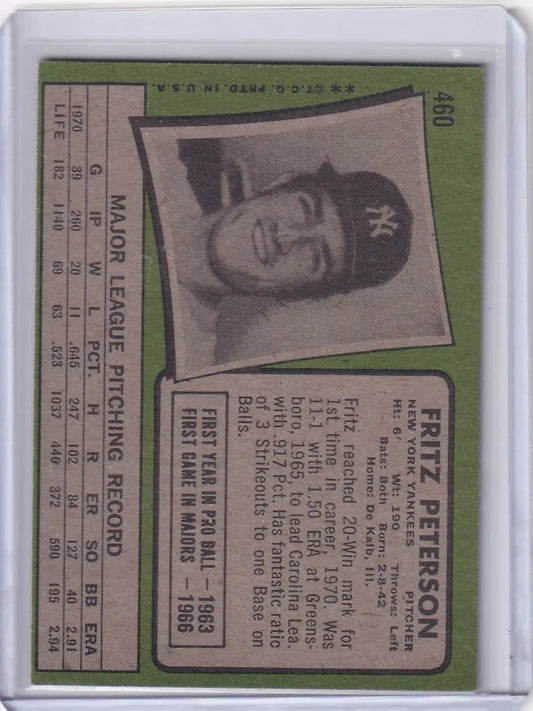 460
**©T.C.G. PRTD. IN U.S.A.
NY
FRITZ PETERSON
NEW YORK YANKEES PITCHER
Ht: 6' Wt: 190 Throws: Left
Bats: Both Born: 2-8-42
Home: De Kalb, Ill.
Fritz reached 20-Win mark for
1st time in career, 1970. Was
11-1 with 1.50 ERA at Greens-
boro, 1965, to lead Carolina Lea.
with .917 Pct. Has fantastic ratio
of 3 Strikeouts to one Base on
Balls.
FIRST YEAR IN PRO BALL — 1963
FIRST GAME IN MAJORS — 1966
MAJOR LEAGUE PITCHING RECORD
G IP W L PCT. H R ER SO BB ERA
1970 39 260 20 11 .645 247 102 84 127 40 2.91
LIFE 182 1140 69 63 .523 1037 446 372 590 195 2.94